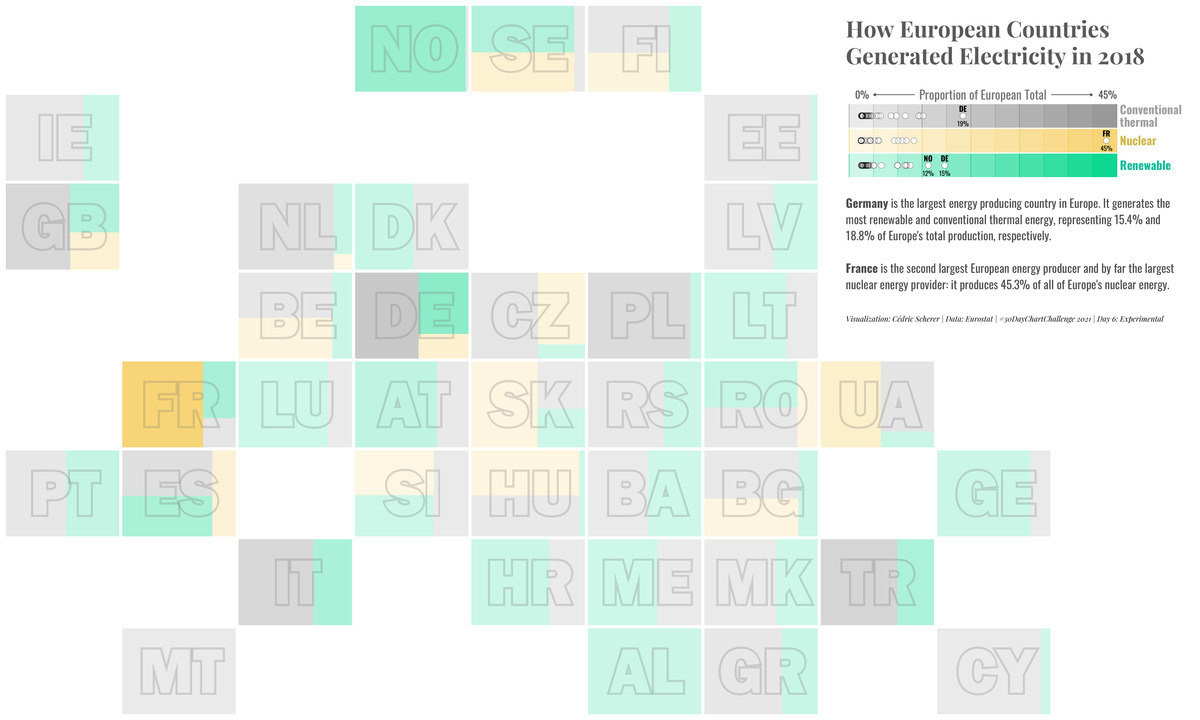 How European Countries
Generated Electricity in 2018
0% Proportion of European Total 45%
DE
19%
Conventional
thermal
FR
45%
Nuclear
NO DE
12% 15%
Renewable
Germany is the largest energy producing country in Europe. It generates the
most renewable and conventional thermal energy, representing 15.4% and
18.8% of Europe's total production, respectively.
France is the second largest European energy producer and by far the largest
nuclear energy provider: it produces 45.3% of all of Europe's nuclear energy.
Visualization: Cédric Scherer | Data: Eurostat | #30DayChartChallenge 2021 | Day 6: Experimental
NO SE FI
IE EE
GB NL DK LV
BE DE CZ PL LT
FR LU AT SK RS RO UA
PT ES SI HU BA BG GE
IT HR ME MK TR
MT AL GR CY